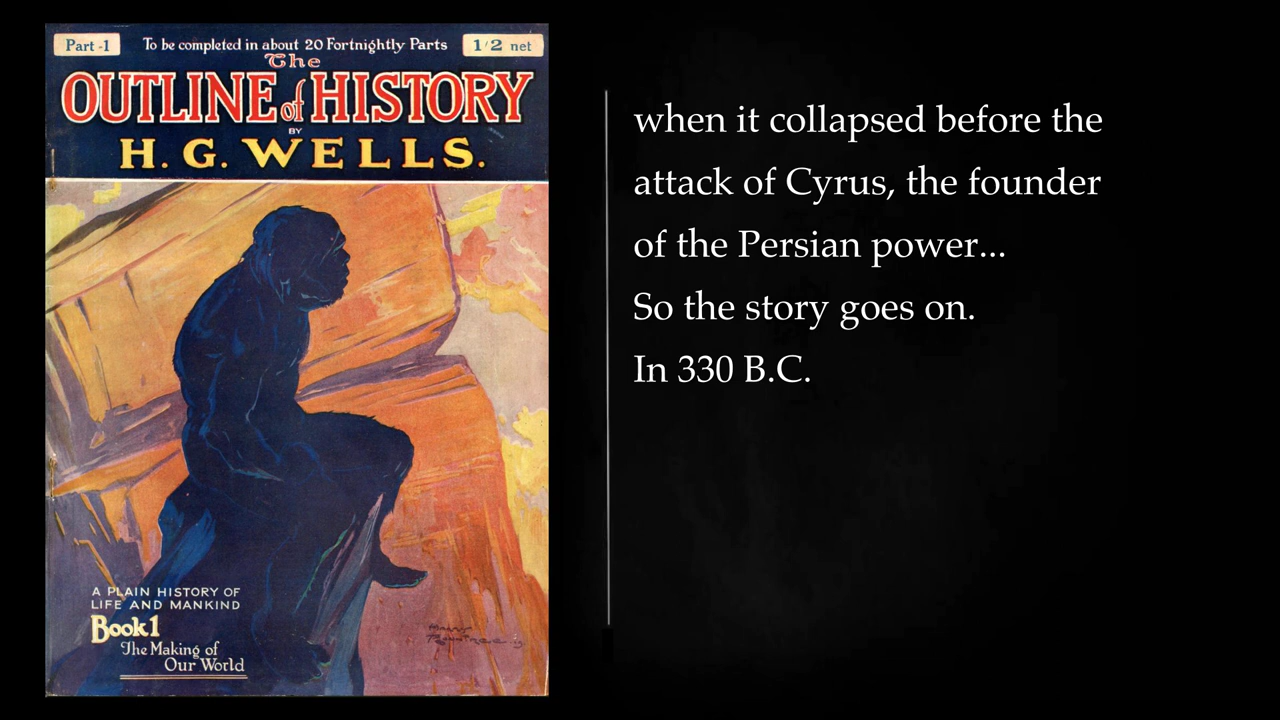 Part -1
To be completed in about 20 Fortnightly Parts
1/2 net
The
OUTLINE of HISTORY
BY
H. G. WELLS.
A PLAIN HISTORY OF
LIFE AND MANKIND
Book 1
The Making of
Our World
when it collapsed before the
attack of Cyrus, the founder
of the Persian power...
So the story goes on.
In 330 B.C.